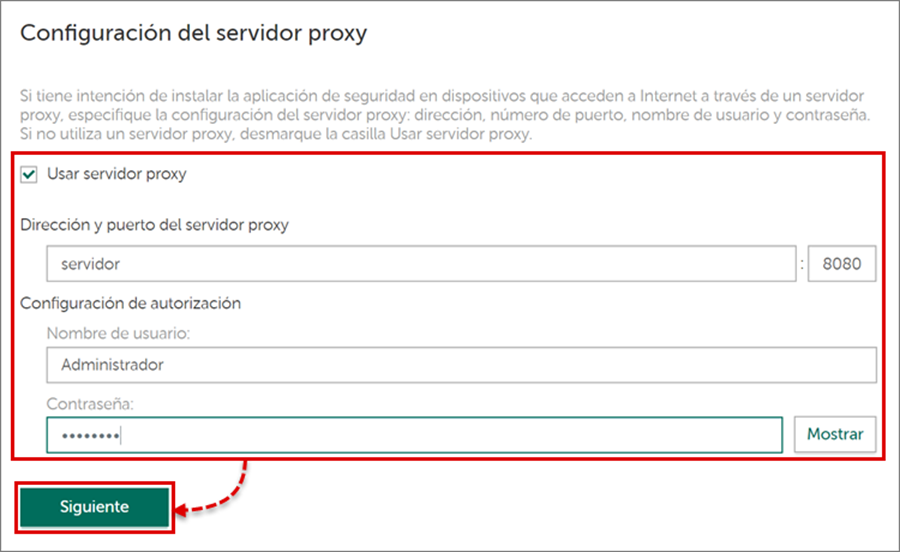 Configuración del servidor proxy
Si tiene intención de instalar la aplicación de seguridad en dispositivos que acceden a Internet a través de un servidor
proxy, especifique la configuración del servidor proxy: dirección, número de puerto, nombre de usuario y contraseña.
Si no utiliza un servidor proxy, desmarque la casilla Usar servidor proxy.
Usar servidor proxy
Dirección y puerto del servidor proxy
servidor : 8080
Configuración de autorización
Nombre de usuario:
Administrador
Contraseña:
•••••••• Mostrar
Siguiente